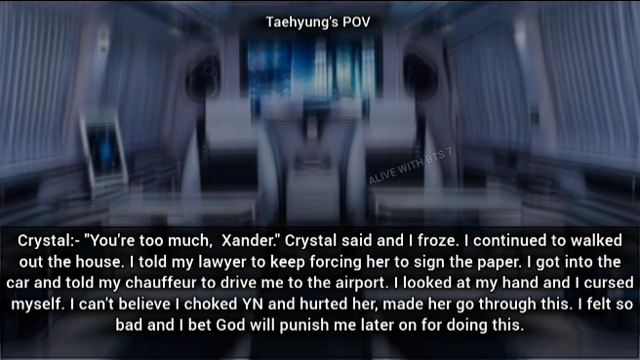 Taehyung's POV
ALIVE WITH BTS 7
Crystal:- "You're too much,  Xander." Crystal said and I froze. I continued to walked
out the house. I told my lawyer to keep forcing her to sign the paper. I got into the
car and told my chauffeur to drive me to the airport. I looked at my hand and I cursed
myself. I can't believe I choked YN and hurted her, made her go through this. I felt so
bad and I bet God will punish me later on for doing this.